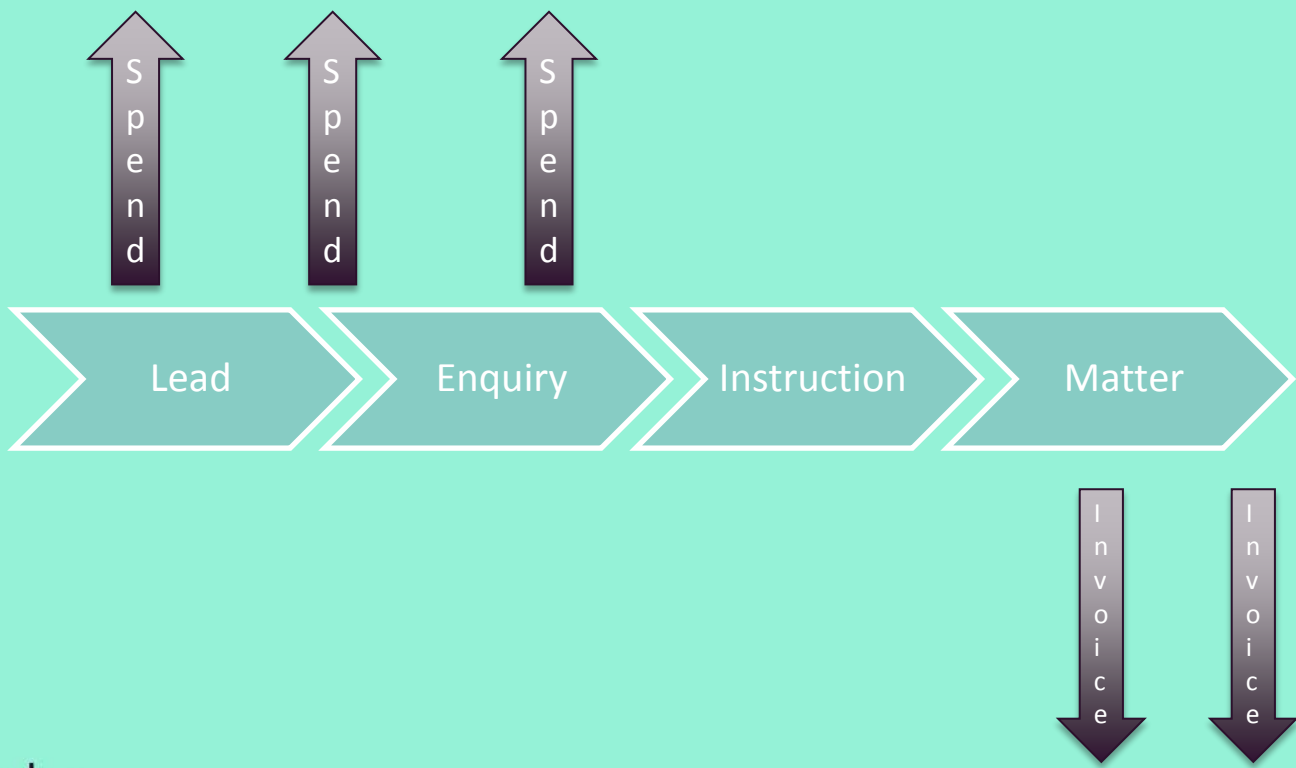 Spend
Spend
Spend
Lead
Enquiry
Instruction
Matter
Invoice
Invoice